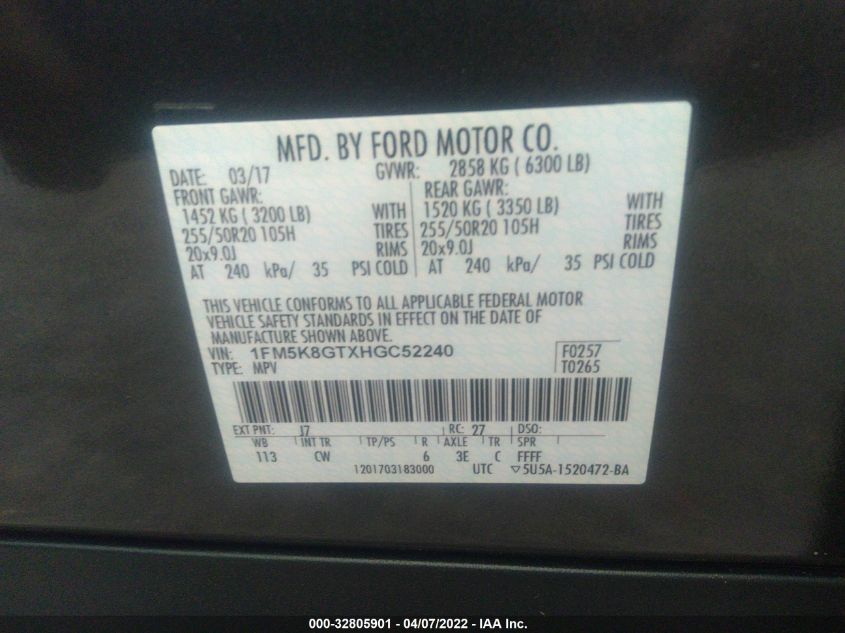 MFD. BY FORD MOTOR CO.
DATE: 03/17 GVWR: 2858 KG ( 6300 LB)
FRONT GAWR: REAR GAWR:
1452 KG ( 3200 LB) WITH 1520 KG ( 3350 LB) WITH
255/50R20 105H TIRES 255/50R20 105H TIRES
20x9.0J RIMS 20x9.0J RIMS
AT 240 kPa/ 35 PSI COLD AT 240 kPa/ 35 PSI COLD
THIS VEHICLE CONFORMS TO ALL APPLICABLE FEDERAL MOTOR
VEHICLE SAFETY STANDARDS IN EFFECT ON THE DATE OF
MANUFACTURE SHOWN ABOVE.
VIN: 1FM5K8GTXHGC52240 F0257
TYPE: MPV T0265
EXT PNT: J7 RC: 27 DSO:
WB INT TR TP/PS R AXLE TR SPR
113 CW 6 3E C FFFF
1201703183000 UTC ▽5U5A-1520472-BA
000-32805901 - 04/07/2022 - IAA Inc.